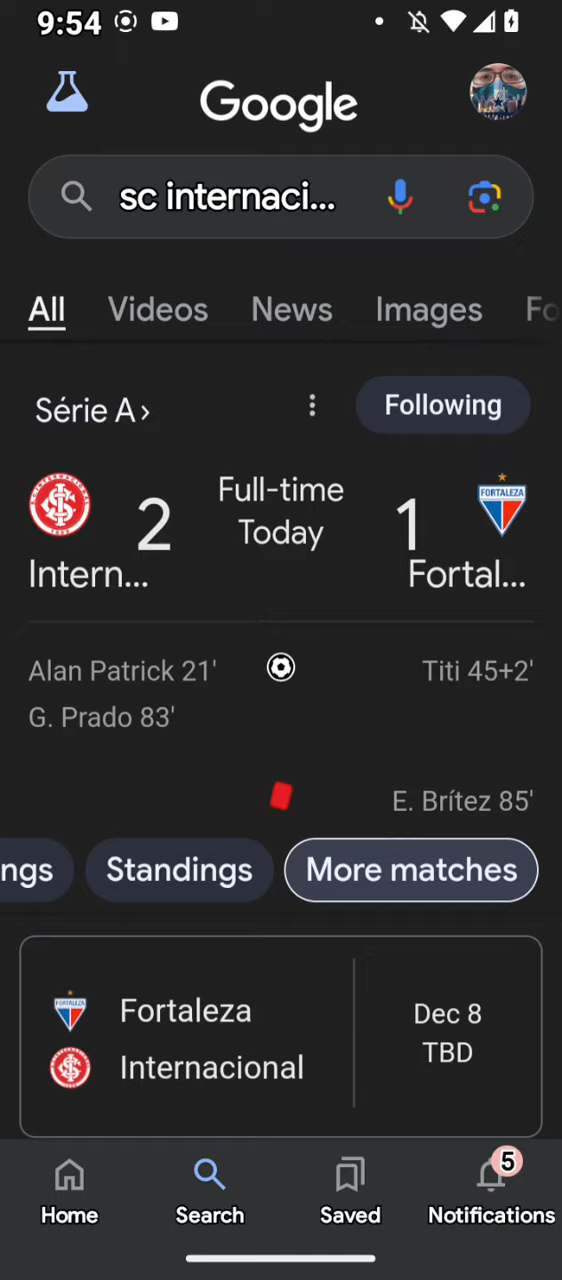 9:54
Google
sc internaci...
All Videos News Images Fo
Série A ›
Following
FORTALEZA
2 Full-time 1
Today
Intern... Fortal...
Alan Patrick 21' Titi 45+2'
G. Prado 83'
E. Brítez 85'
ngs Standings More matches
FORTALEZA
Fortaleza
Dec 8
TBD
Internacional
5
Home Search Saved Notifications